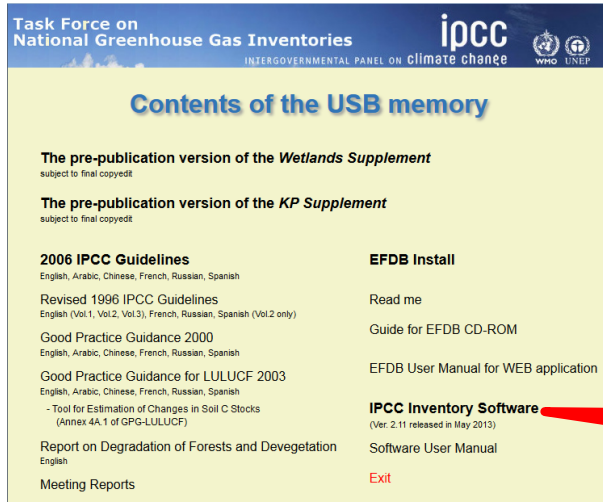 Task Force on
National Greenhouse Gas Inventories
ipcc
INTERGOVERNMENTAL PANEL ON climate change
WMO UNEP
Contents of the USB memory
The pre-publication version of the Wetlands Supplement
subject to final copyedit
The pre-publication version of the KP Supplement
subject to final copyedit
2006 IPCC Guidelines
English, Arabic, Chinese, French, Russian, Spanish
Revised 1996 IPCC Guidelines
English (Vol.1, Vol.2, Vol.3), French, Russian, Spanish (Vol.2 only)
Good Practice Guidance 2000
English, Arabic, Chinese, French, Russian, Spanish
Good Practice Guidance for LULUCF 2003
English, Arabic, Chinese, French, Russian, Spanish
- Tool for Estimation of Changes in Soil C Stocks
(Annex 4A.1 of GPG-LULUCF)
Report on Degradation of Forests and Devegetation
English
Meeting Reports
EFDB Install
Read me
Guide for EFDB CD-ROM
EFDB User Manual for WEB application
IPCC Inventory Software
(Ver. 2.11 released in May 2013)
Software User Manual
Exit